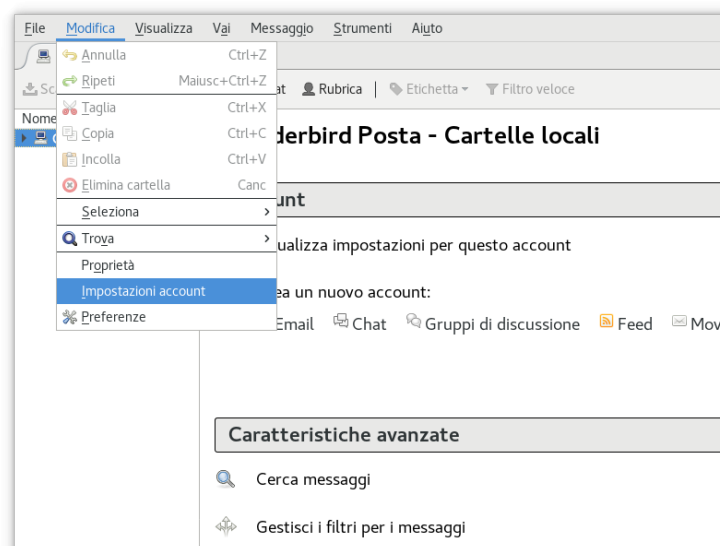 File Modifica Visualizza Vai Messaggio Strumenti Aiuto
Annulla Ctrl+Z
Ripeti Maiusc+Ctrl+Z
Rubrica Etichetta Filtro veloce
Taglia Ctrl+X
Nome
Copia Ctrl+C
derbird Posta - Cartelle locali
Incolla Ctrl+V
Elimina cartella Canc
Seleziona
unt
Trova
ualizza impostazioni per questo account
Proprietà
Impostazioni account
ea un nuovo account:
Preferenze
Email Chat Gruppi di discussione Feed Mov
Caratteristiche avanzate
Cerca messaggi
Gestisci i filtri per i messaggi